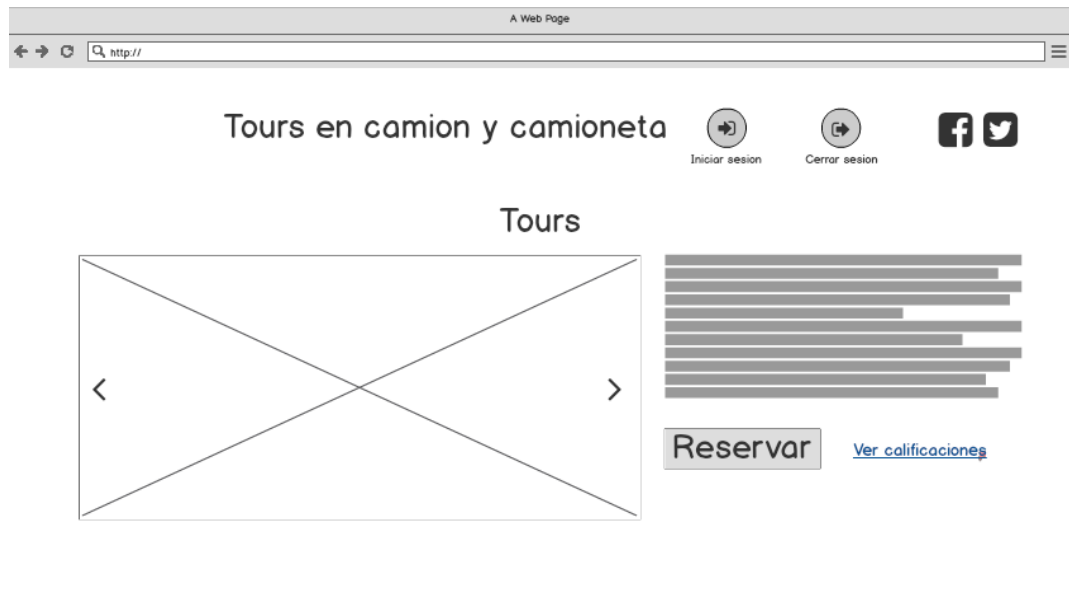 A Web Page
http://
Tours en camion y camioneta
Iniciar sesion
Cerrar sesion
Tours
Reservar
Ver calificaciones